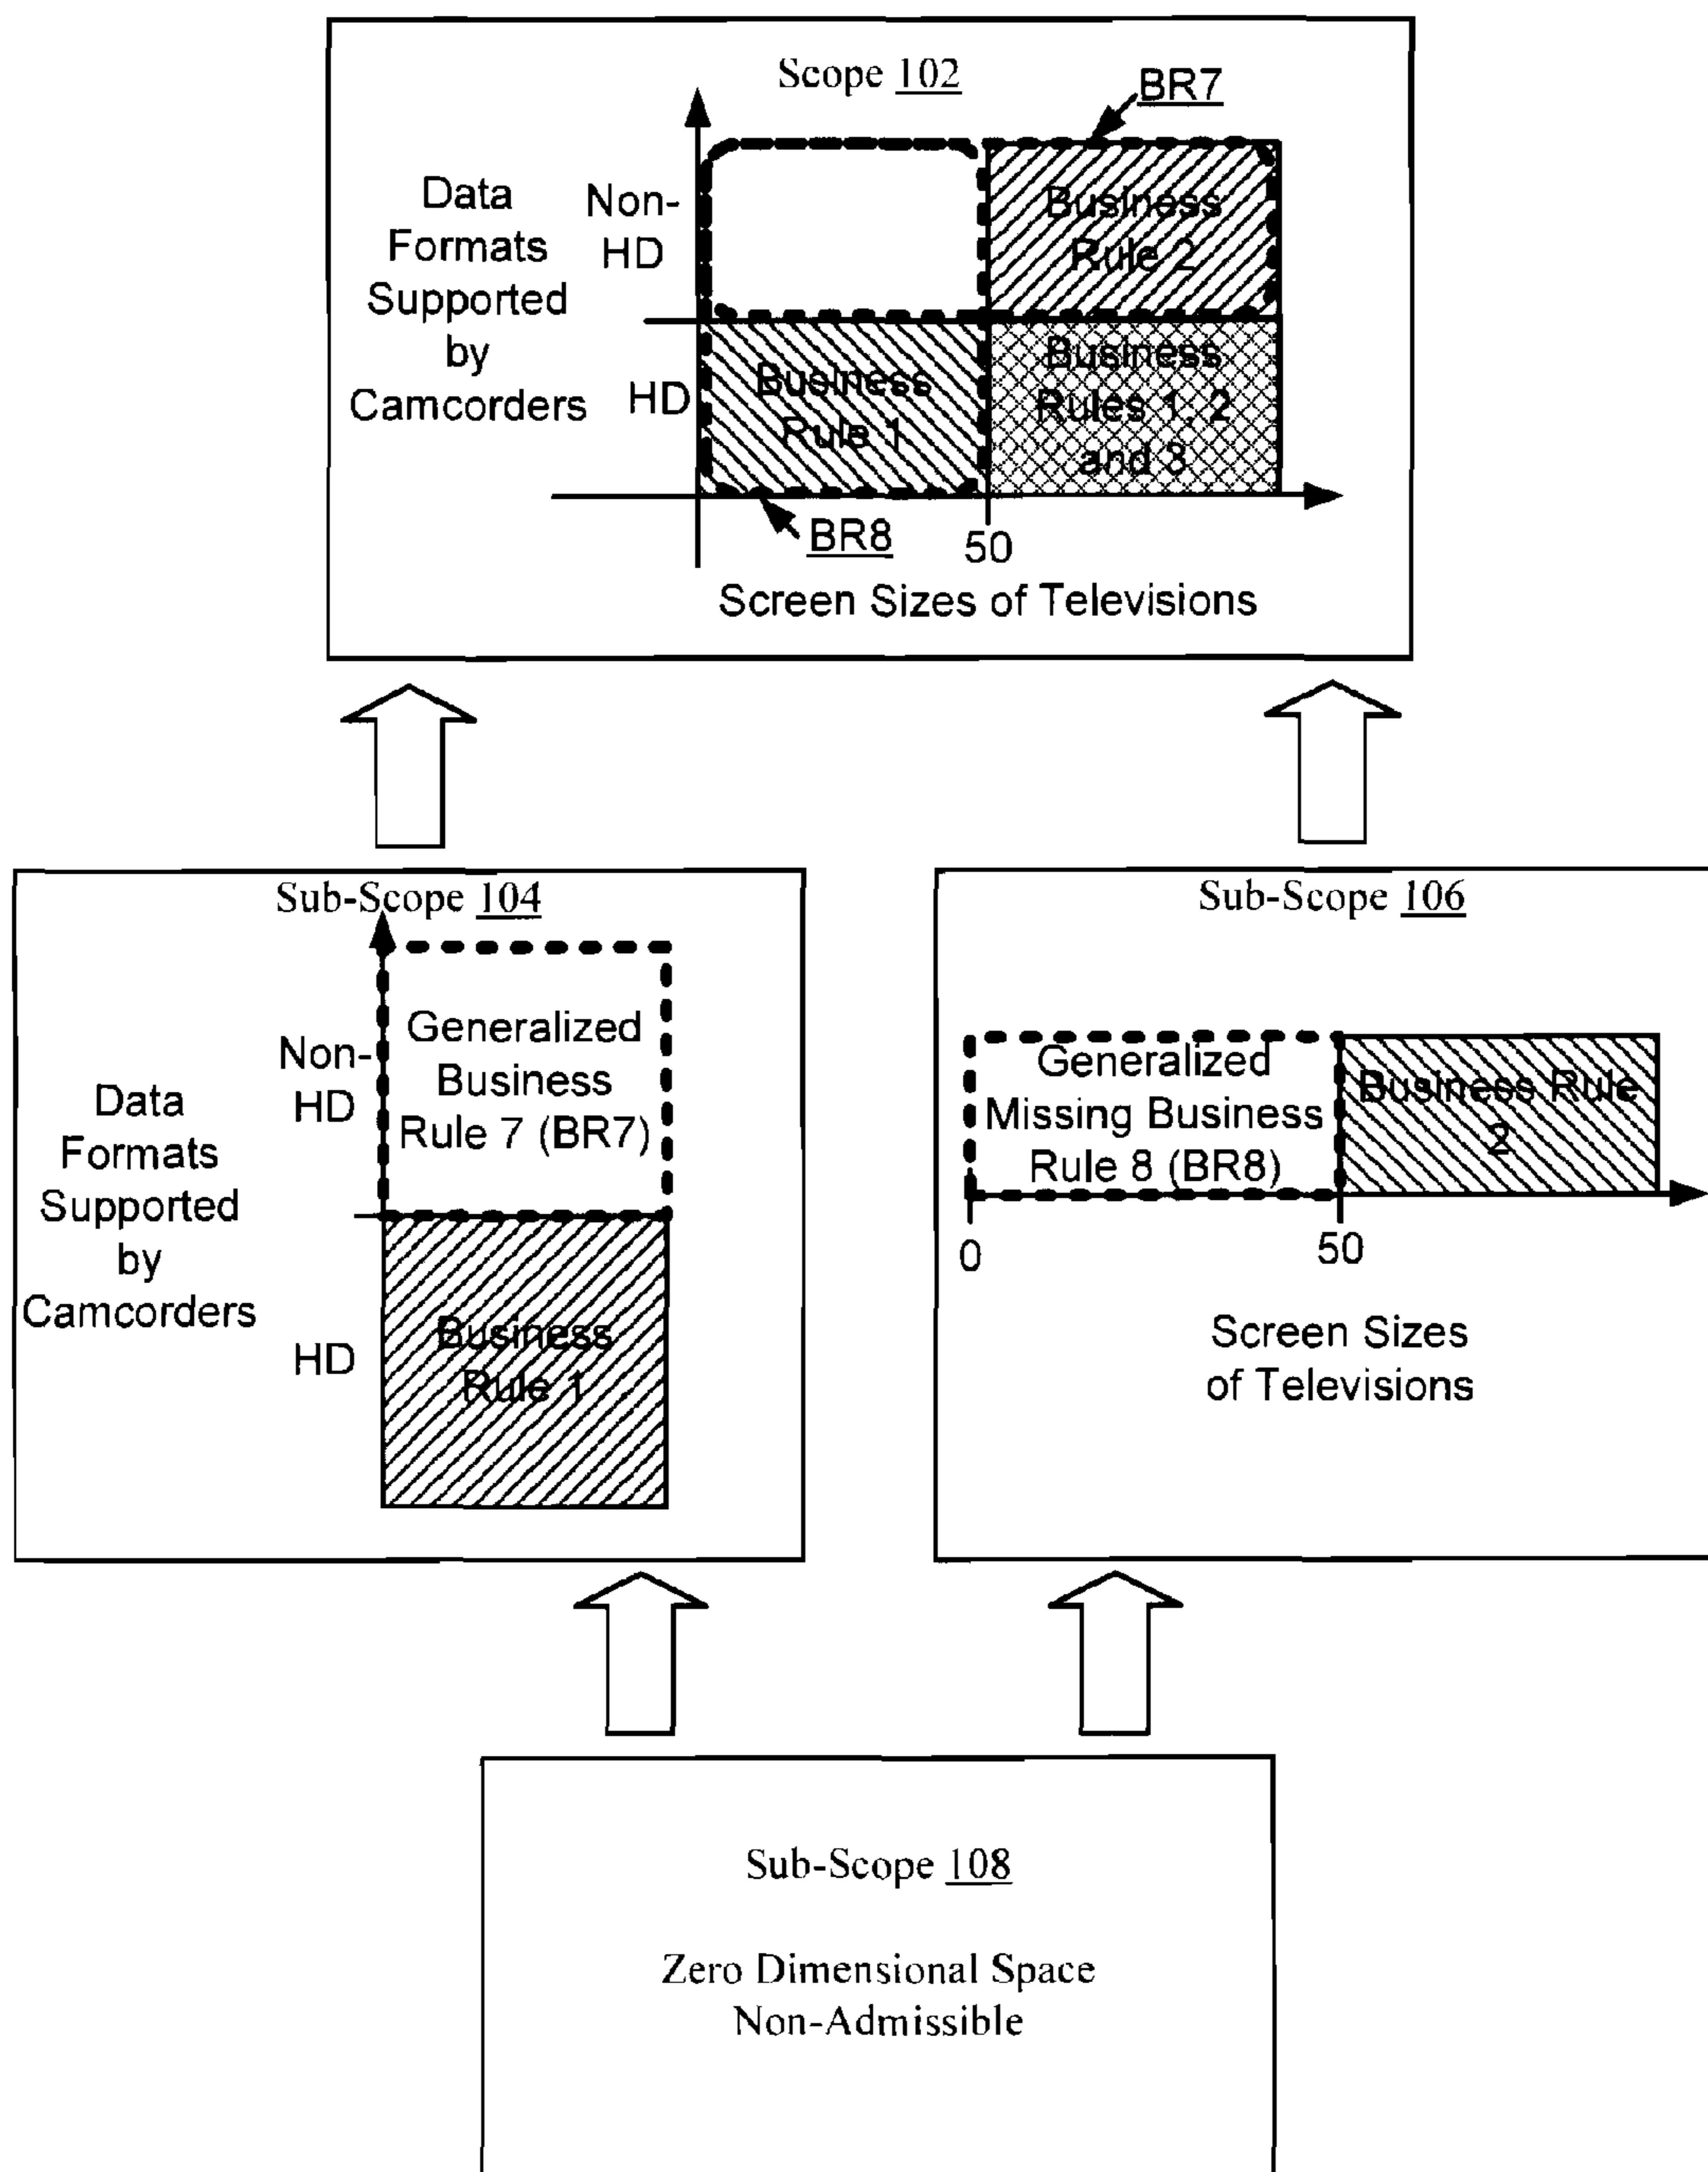 Scope 102
BR7
Data
Formats
Supported
by
Camcorders
Non-
HD
HD
Business
Rule 2
Business
Rule 1
Business
Rules 1, 2
and 3
BR8
50
Screen Sizes of Televisions
Sub-Scope 104
Data
Formats
Supported
by
Camcorders
Non-
HD
HD
Generalized
Business
Rule 7 (BR7)
Business
Rule 1
Sub-Scope 106
Generalized
Missing Business
Rule 8 (BR8)
Business Rule
2
0
50
Screen Sizes
of Televisions
Sub-Scope 108
Zero Dimensional Space
Non-Admissible